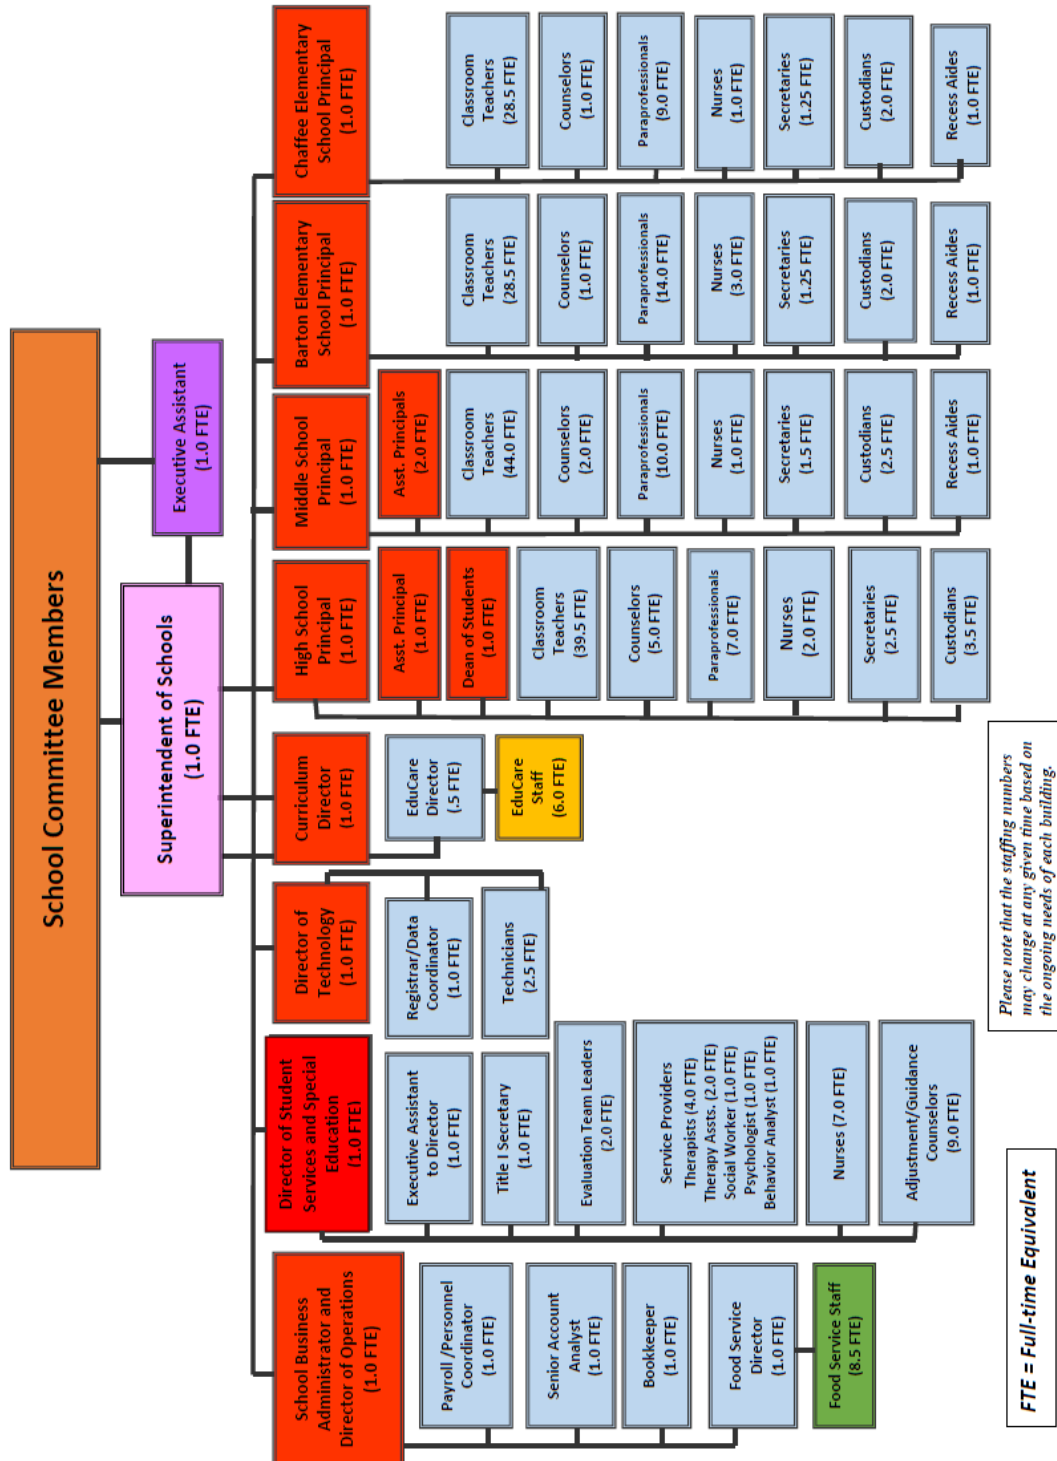 School Committee Members
Superintendent of Schools
(1.0 FTE)
Executive Assistant
(1.0 FTE)
School Business
Administrator and
Director of Operations
(1.0 FTE)
Payroll /Personnel
Coordinator
(1.0 FTE)
Senior Account
Analyst
(1.0 FTE)
Bookkeeper
(1.0 FTE)
Food Service
Director
(1.0 FTE)
Food Service Staff
(8.5 FTE)
Director of Student
Services and Special
Education
(1.0 FTE)
Executive Assistant
to Director
(1.0 FTE)
Title I Secretary
(1.0 FTE)
Evaluation Team Leaders
(2.0 FTE)
Service Providers
Therapists (4.0 FTE)
Therapy Assts. (2.0 FTE)
Social Worker (1.0 FTE)
Psychologist (1.0 FTE)
Behavior Analyst (1.0 FTE)
Nurses (7.0 FTE)
Adjustment/Guidance
Counselors
(9.0 FTE)
Director of
Technology
(1.0 FTE)
Registrar/Data
Coordinator
(1.0 FTE)
Technicians
(2.5 FTE)
Curriculum
Director
(1.0 FTE)
EduCare
Director
(.5 FTE)
EduCare
Staff
(6.0 FTE)
High School
Principal
(1.0 FTE)
Asst. Principal
(1.0 FTE)
Dean of Students
(1.0 FTE)
Classroom
Teachers
(39.5 FTE)
Counselors
(5.0 FTE)
Paraprofessionals
(7.0 FTE)
Nurses
(2.0 FTE)
Secretaries
(2.5 FTE)
Custodians
(3.5 FTE)
Middle School
Principal
(1.0 FTE)
Asst. Principals
(2.0 FTE)
Classroom
Teachers
(44.0 FTE)
Counselors
(2.0 FTE)
Paraprofessionals
(10.0 FTE)
Nurses
(1.0 FTE)
Secretaries
(1.5 FTE)
Custodians
(2.5 FTE)
Recess Aides
(1.0 FTE)
Barton Elementary
School Principal
(1.0 FTE)
Classroom
Teachers
(28.5 FTE)
Counselors
(1.0 FTE)
Paraprofessionals
(14.0 FTE)
Nurses
(3.0 FTE)
Secretaries
(1.25 FTE)
Custodians
(2.0 FTE)
Recess Aides
(1.0 FTE)
Chaffee Elementary
School Principal
(1.0 FTE)
Classroom
Teachers
(28.5 FTE)
Counselors
(1.0 FTE)
Paraprofessionals
(9.0 FTE)
Nurses
(1.0 FTE)
Secretaries
(1.25 FTE)
Custodians
(2.0 FTE)
Recess Aides
(1.0 FTE)
FTE = Full-time Equivalent
Please note that the staffing numbers
may change at any given time based on
the ongoing needs of each building.